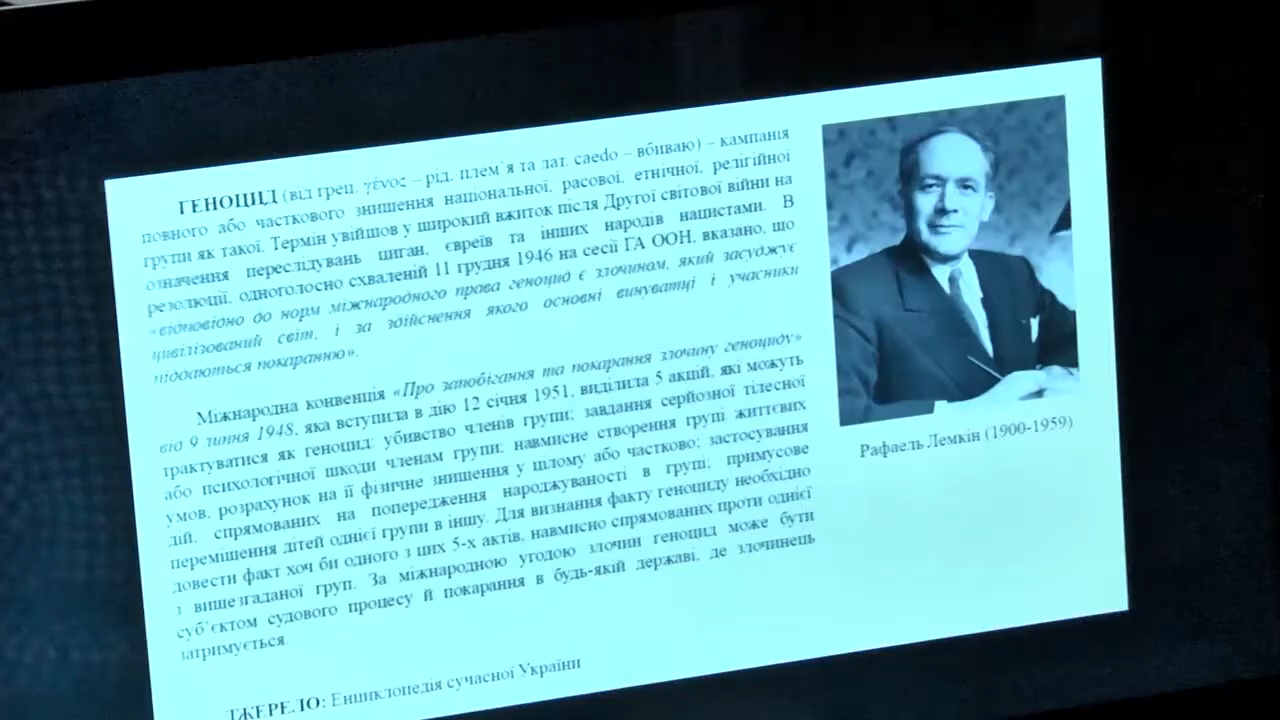 ГЕНОЦИД (від грец. γένος – рід, плем'я та лат. caedo – вбиваю) – кампанія
повного або часткового знищення національної, расової, етнічної, релігійної
групи як такої. Термін увійшов у широкий вжиток після Другої світової війни на
означення переслідувань циган, євреїв та інших народів нацистами. В
резолюції, одноголосно схваленій 11 грудня 1946 на сесії ГА ООН, вказано, що
«відповідно до норм міжнародного права геноцид є злочином, який засуджує
цивілізований світ, і за здійснення якого основні винуватці і учасники
піддаються покаранню».
Міжнародна конвенція «Про запобігання та покарання злочину геноциду»
від 9 липня 1948, яка вступила в дію 12 січня 1951, виділила 5 акцій, які можуть
трактуватися як геноцид: убивство членів групи; завдання серйозної тілесної
або психологічної шкоди членам групи; навмисне створення групі життєвих
умов, розрахунок на її фізичне знищення у цілому або частково; застосування
дій, спрямованих на попередження народжуваності в групі; примусове
переміщення дітей однієї групи в іншу. Для визнання факту геноциду необхідно
довести факт хоч би одного з цих 5-х актів, навмисно спрямованих проти однієї
з вищезгаданої груп. За міжнародною угодою злочин геноцид може бути
суб'єктом судового процесу й покарання в будь-якій державі, де злочинець
затримується.
ДЖЕРЕЛО: Енциклопедія сучасної України
Рафаель Лемкін (1900-1959)